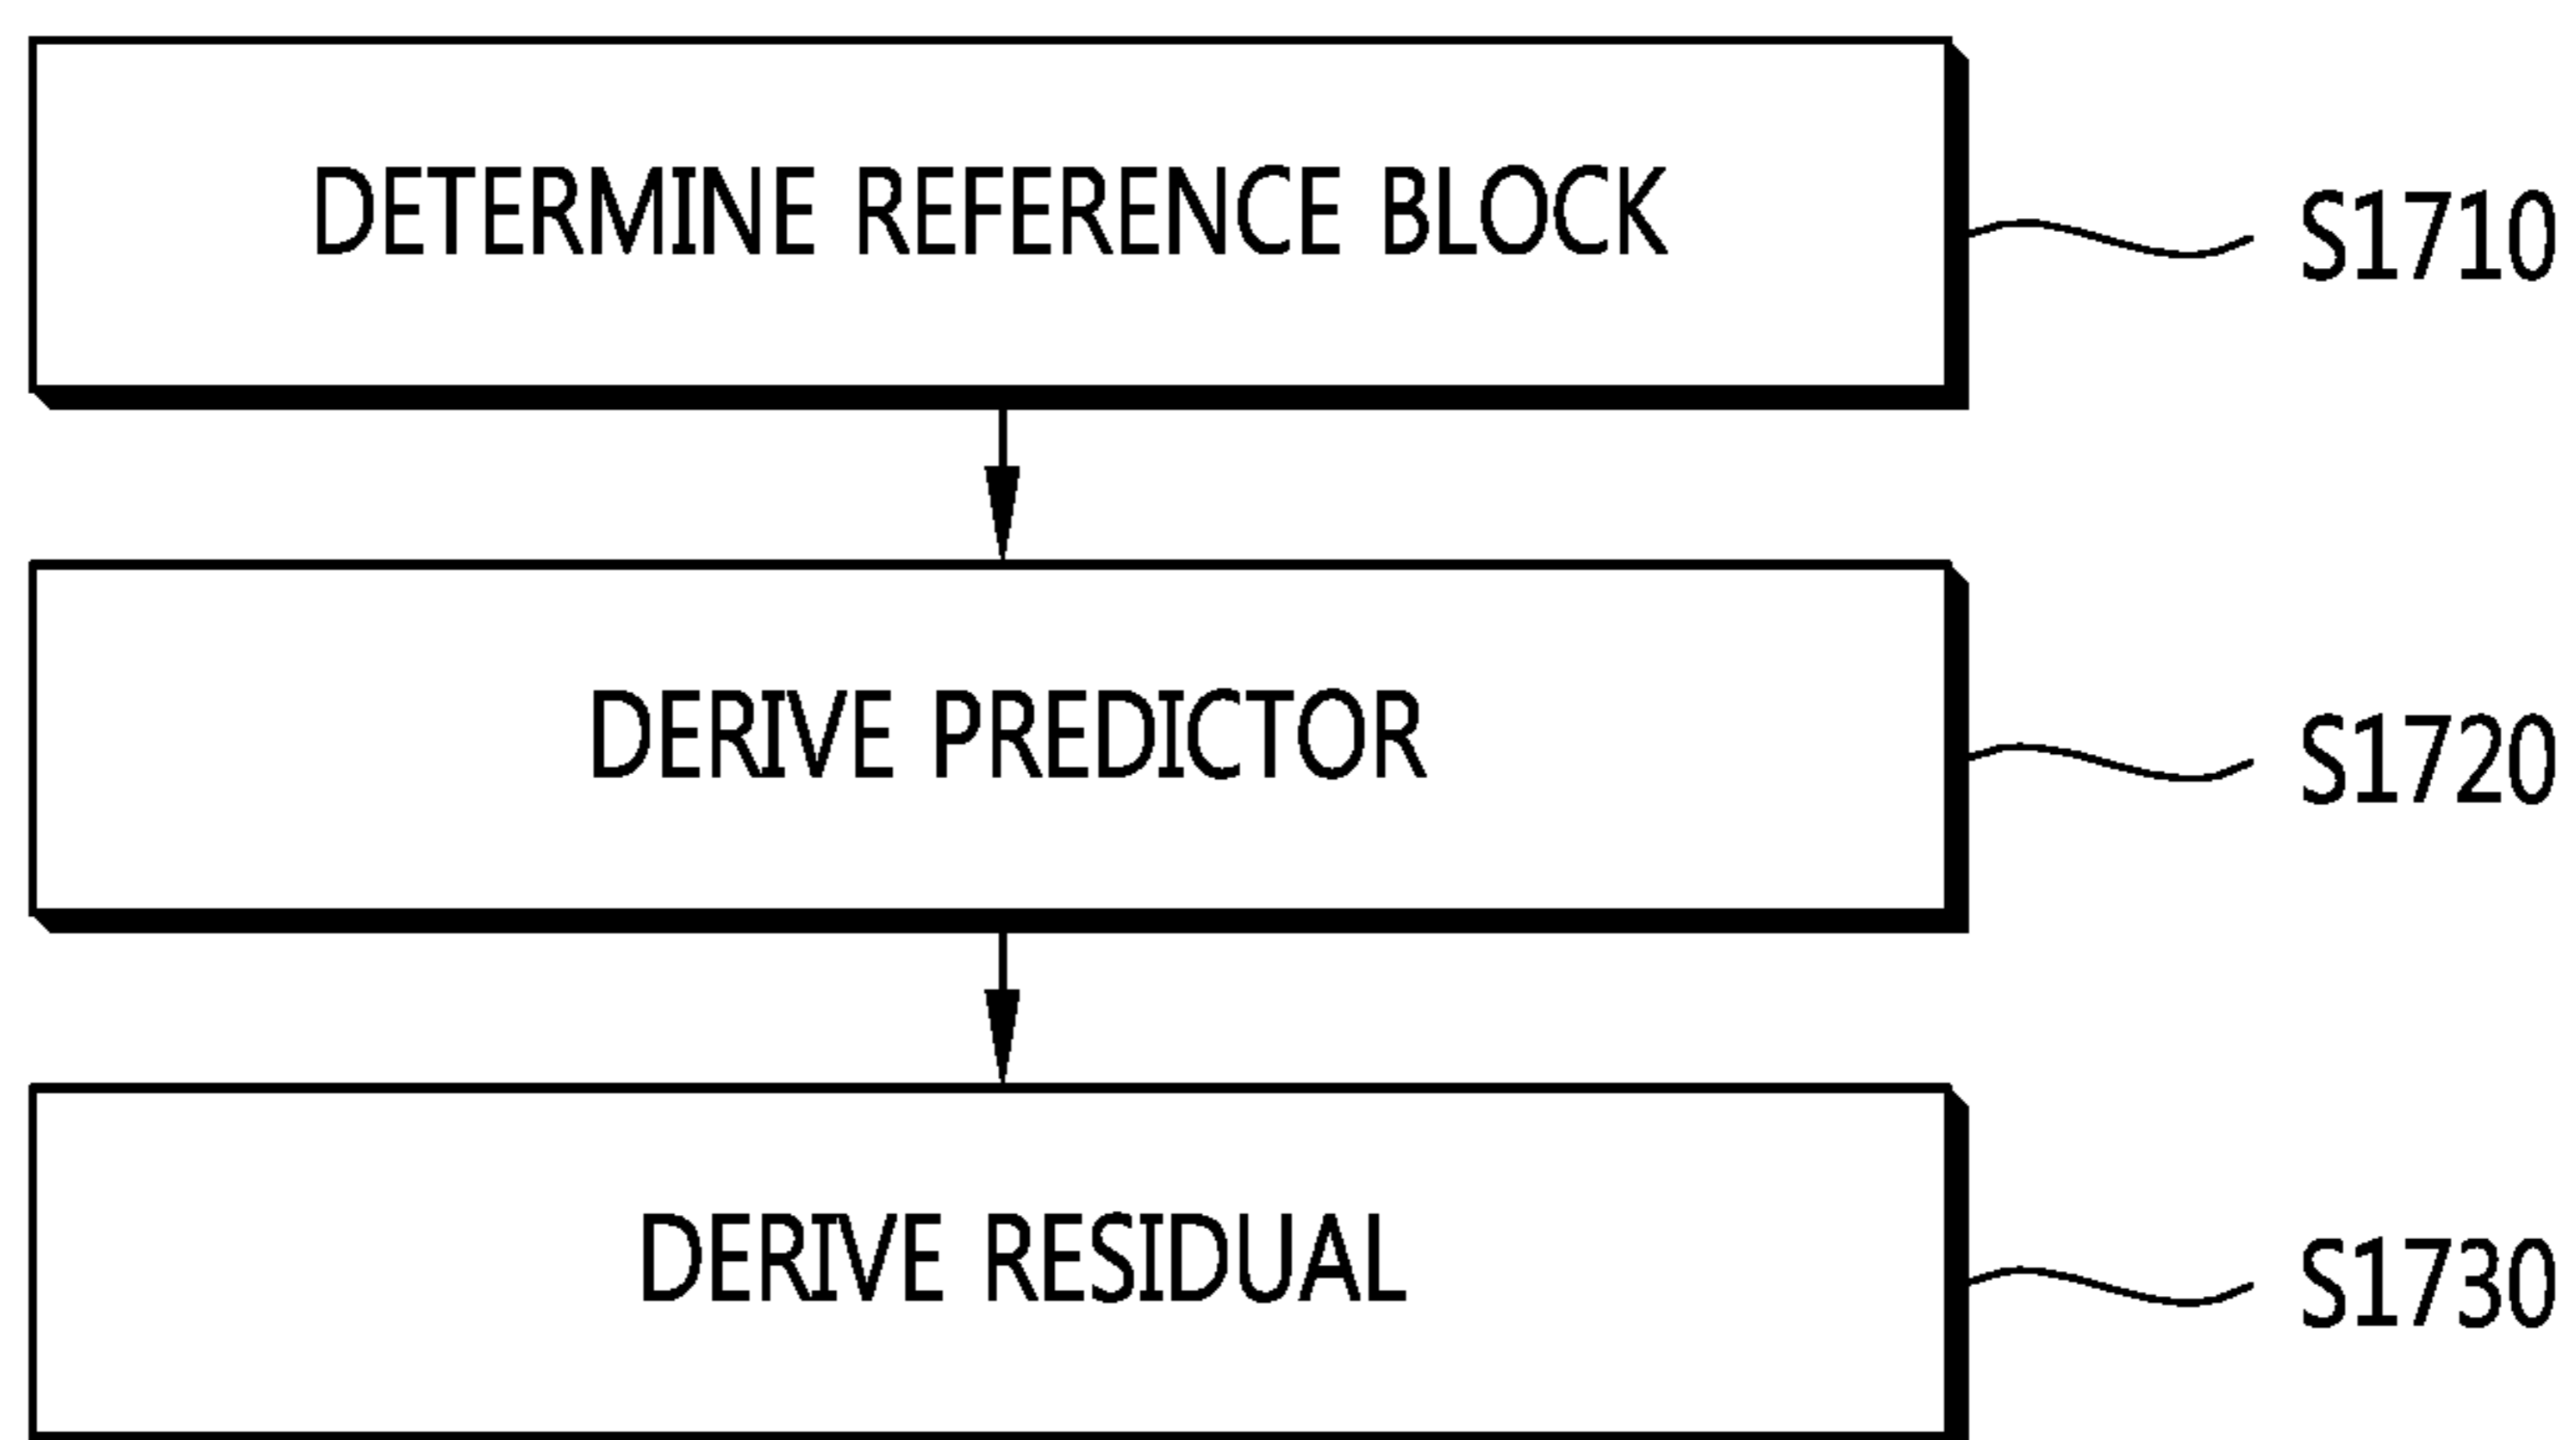 DETERMINE REFERENCE BLOCK
S1710
DERIVE PREDICTOR
S1720
DERIVE RESIDUAL
S1730